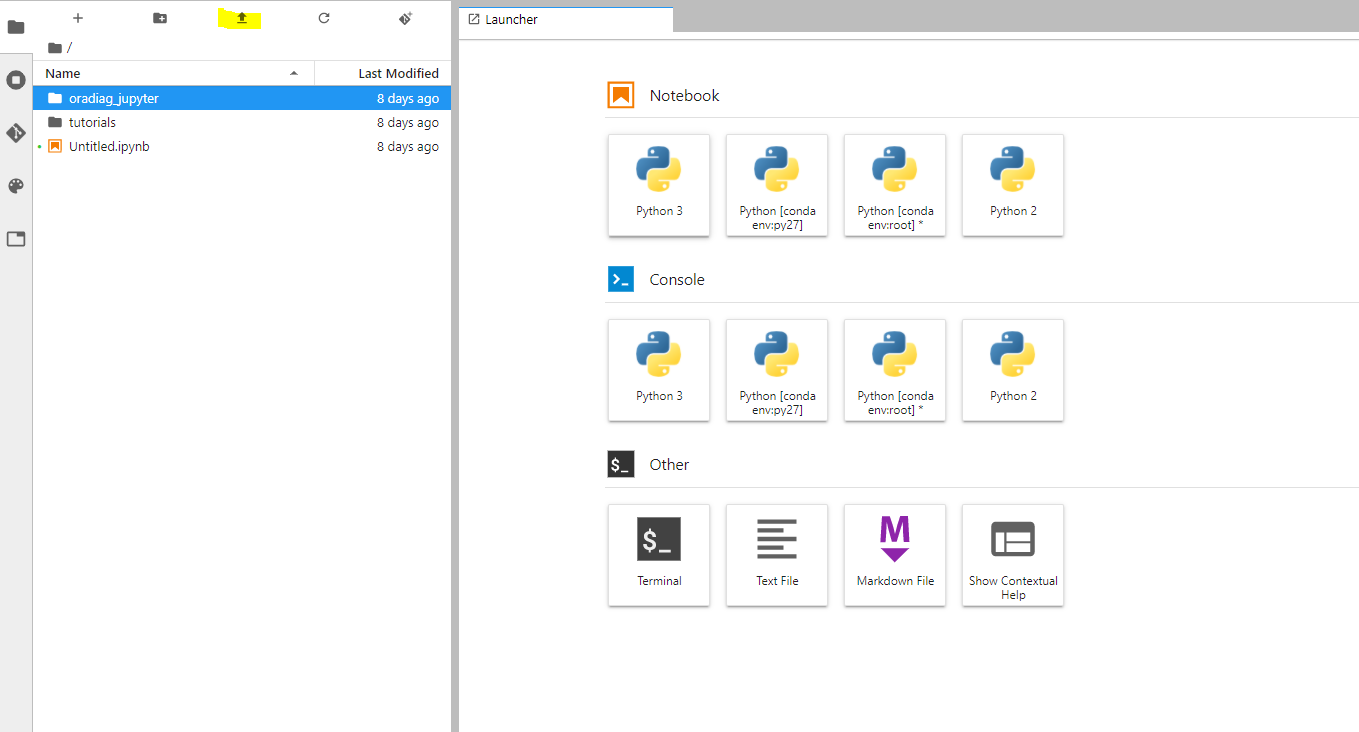 Launcher
/
Name Last Modified
oradiag_jupyter 8 days ago
tutorials 8 days ago
Untitled.ipynb 8 days ago
Notebook
Python 3
Python [conda
env:py27]
Python [conda
env:root] *
Python 2
Console
Python 3
Python [conda
env:py27]
Python [conda
env:root] *
Python 2
$_ Other
$_
Terminal
Text File
M
Markdown File
Show Contextual
Help